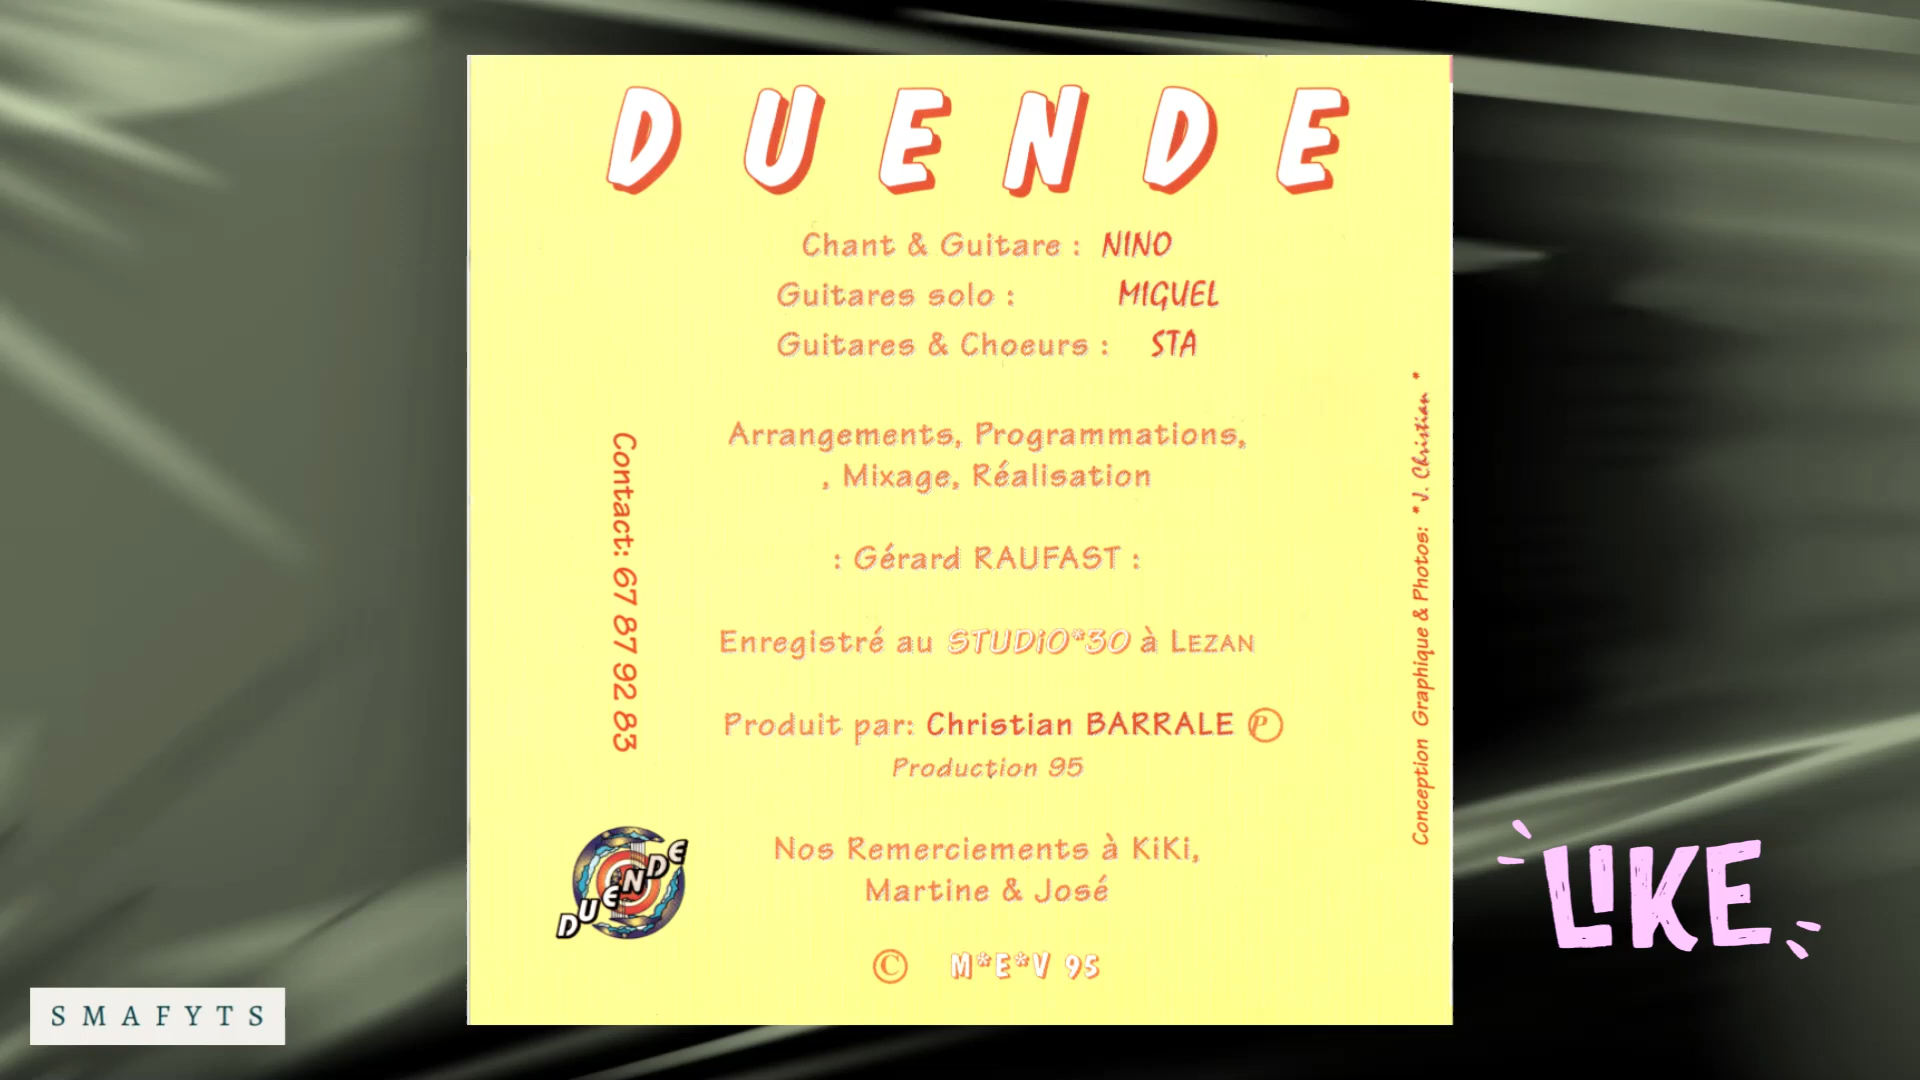 DUENDE
Chant & Guitare : NINO
Guitares solo : MIGUEL
Guitares & Choeurs : STA
Arrangements, Programmations,
, Mixage, Réalisation
: Gérard RAUFAST :
Enregistré au STUDiO*30 à LEZAN
Produit par: Christian BARRALE Ⓟ
Production 95
Nos Remerciements à KiKi,
Martine & José
© M*E*V 95
Contact: 67 87 92 83
Conception Graphique & Photos: * J. Christian *
DUENDE
LIKE
SMAFYTS